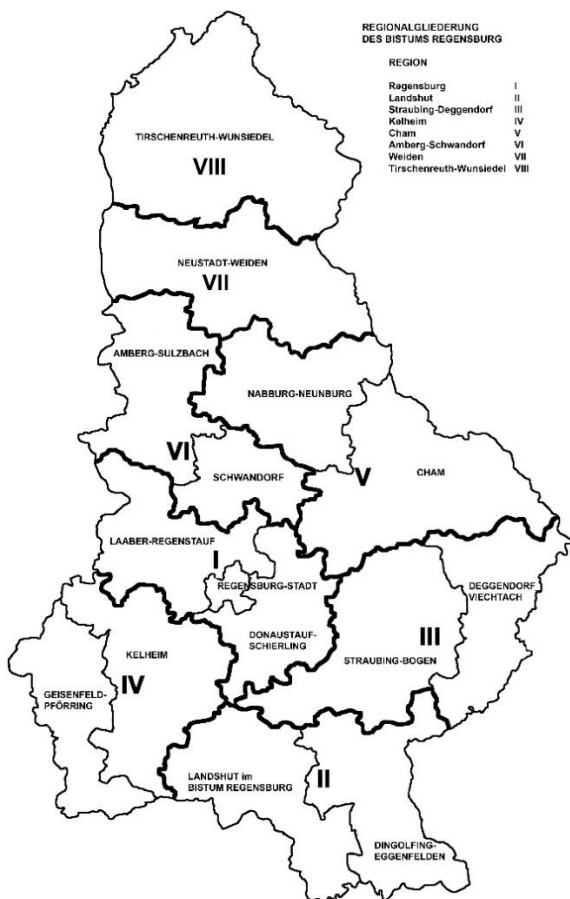 REGIONALGLIEDERUNG
DES BISTUMS REGENSBURG
REGION
Regensburg I
Landshut II
Straubing-Deggendorf III
Kelheim IV
Cham V
Amberg-Schwandorf VI
Weiden VII
Tirschenreuth-Wunsiedel VIII
TIRSCHENREUTH-WUNSIEDEL
VIII
NEUSTADT-WEIDEN
VII
AMBERG-SULZBACH
NABBURG-NEUNBURG
VI
SCHWANDORF
V
CHAM
LAABER-REGENSTAUF
I
REGENSBURG-STADT
DEGGENDORF
VIECHTACH
DONAUSTAUF-
SCHIERLING
III
STRAUBING-BOGEN
KELHEIM
IV
GEISENFELD-
PFÖRRING
LANDSHUT im
BISTUM REGENSBURG
II
DINGOLFING-
EGGENFELDEN